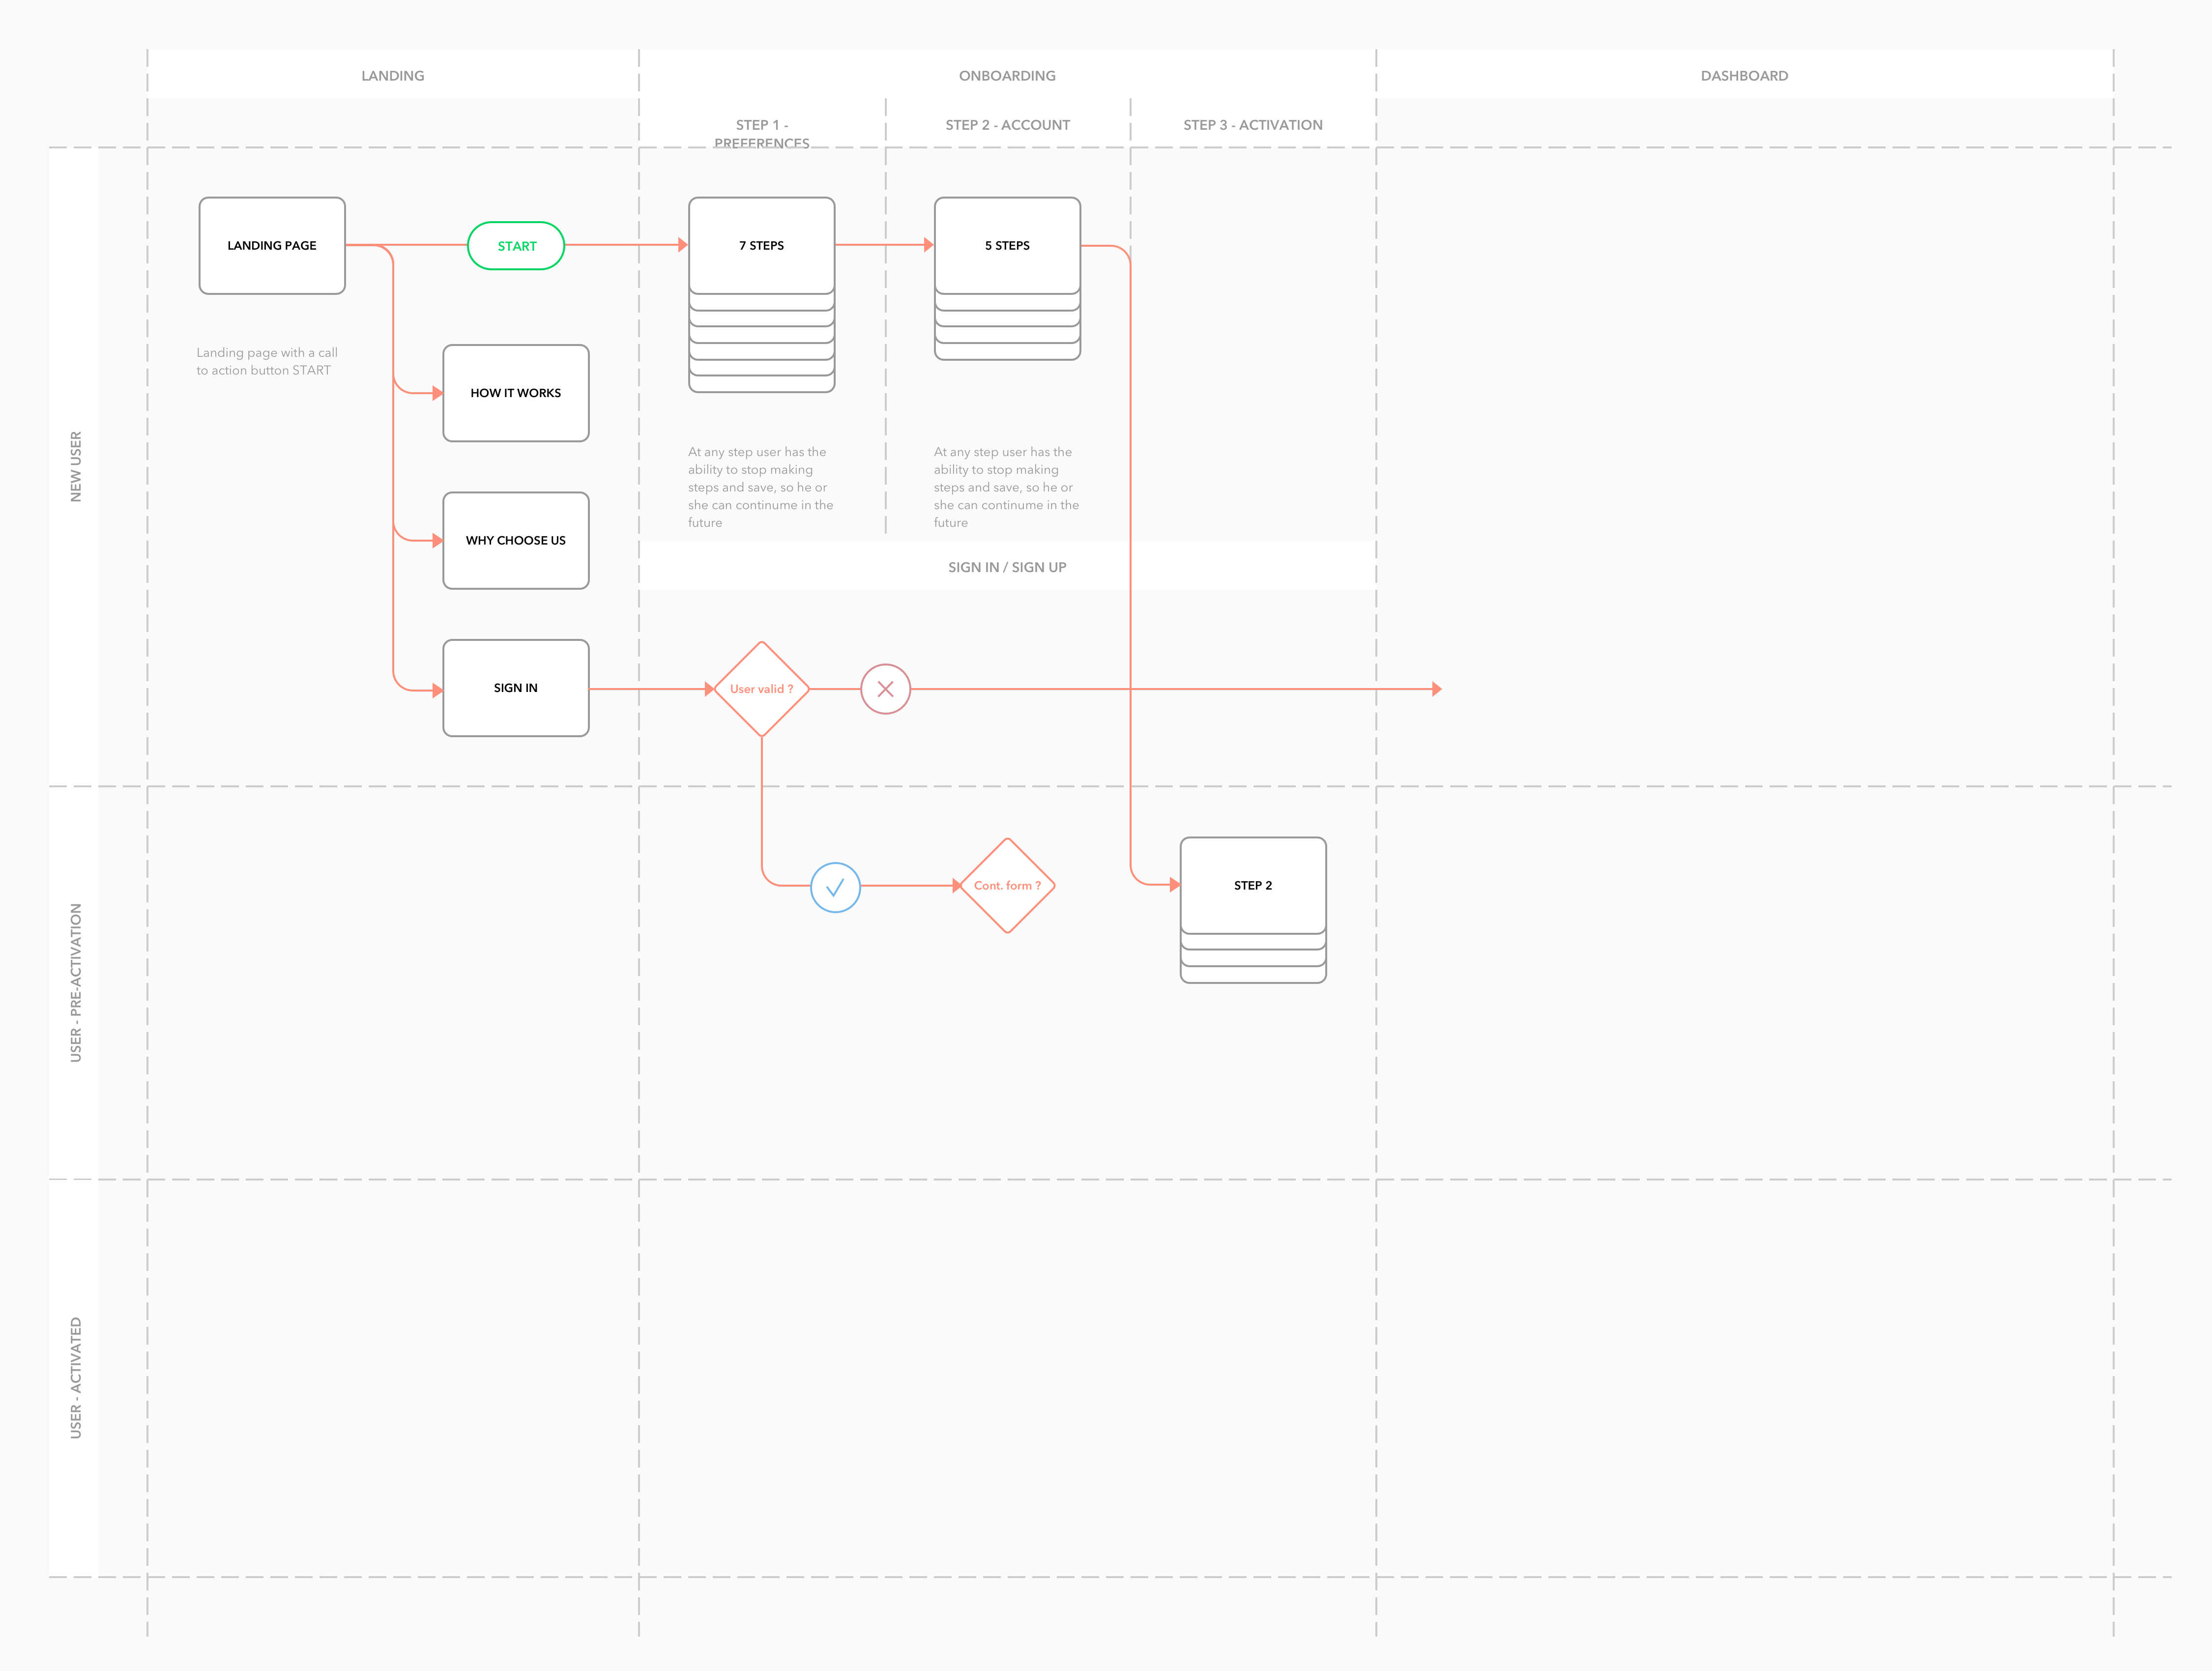 LANDING
ONBOARDING
DASHBOARD
STEP 1 -
PREFERENCES
STEP 2 - ACCOUNT
STEP 3 - ACTIVATION
NEW USER
LANDING PAGE
START
7 STEPS
5 STEPS
Landing page with a call
to action button START
HOW IT WORKS
At any step user has the
ability to stop making
steps and save, so he or
she can continume in the
future
At any step user has the
ability to stop making
steps and save, so he or
she can continume in the
future
WHY CHOOSE US
SIGN IN / SIGN UP
SIGN IN
User valid ?
USER - PRE-ACTIVATION
Cont. form ?
STEP 2
USER - ACTIVATED